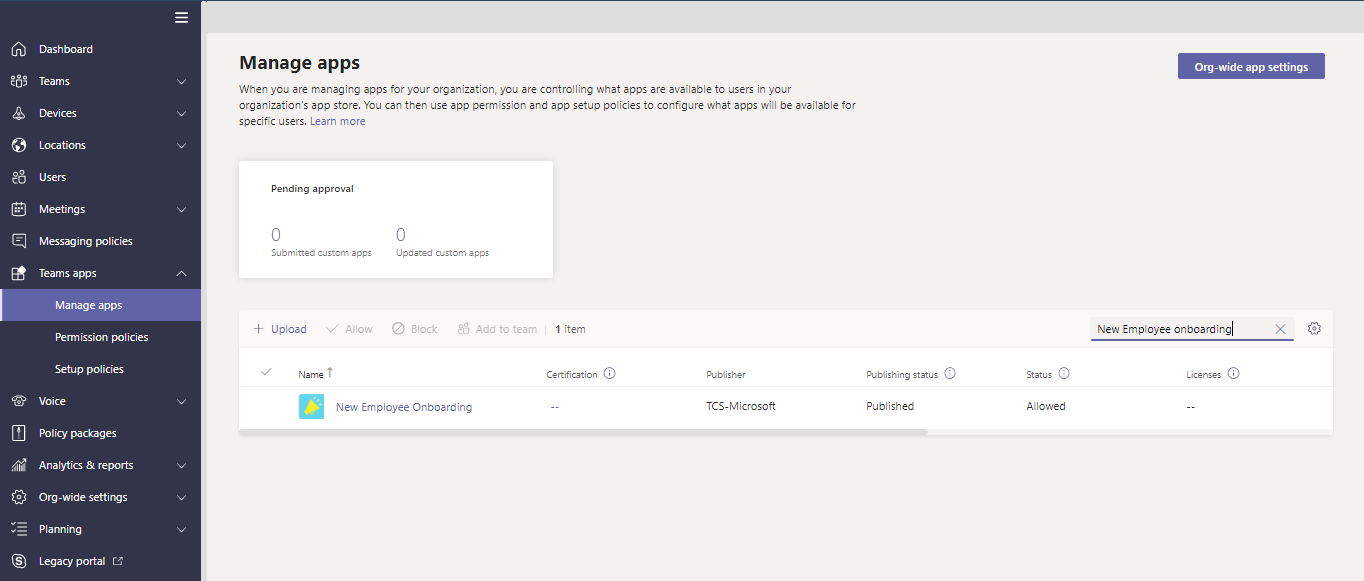 Dashboard
Teams
Devices
Locations
Users
Meetings
Messaging policies
Teams apps
Manage apps
Permission policies
Setup policies
Voice
Policy packages
Analytics & reports
Org-wide settings
Planning
Legacy portal
Manage apps
Org-wide app settings
When you are managing apps for your organization, you are controlling what apps are available to users in your
organization's app store. You can then use app permission and app setup policies to configure what apps will be available for
specific users. Learn more
Pending approval
0 0
Submitted custom apps Updated custom apps
Upload Allow Block Add to team 1 item New Employee onboarding
Name Certification Publisher Publishing status Status Licenses
New Employee Onboarding -- TCS-Microsoft Published Allowed --